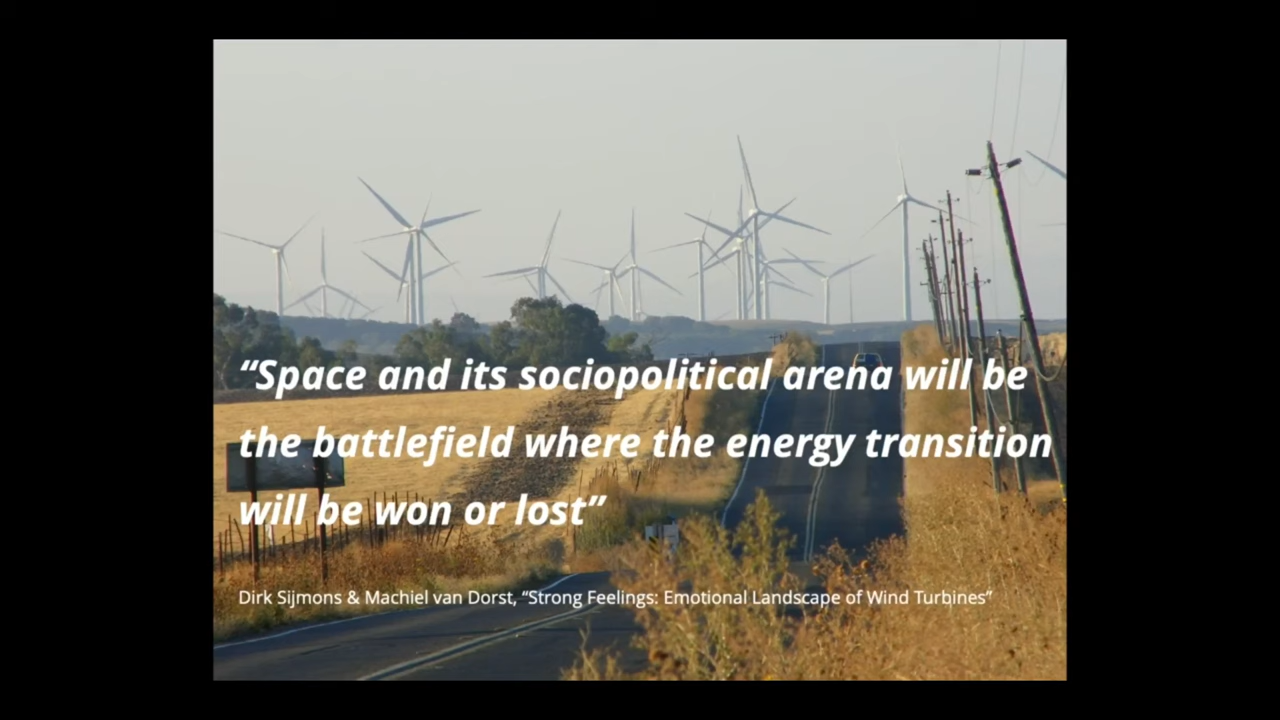 “Space and its sociopolitical arena will be
the battlefield where the energy transition
will be won or lost”
Dirk Sijmons & Machiel van Dorst, “Strong Feelings: Emotional Landscape of Wind Turbines”